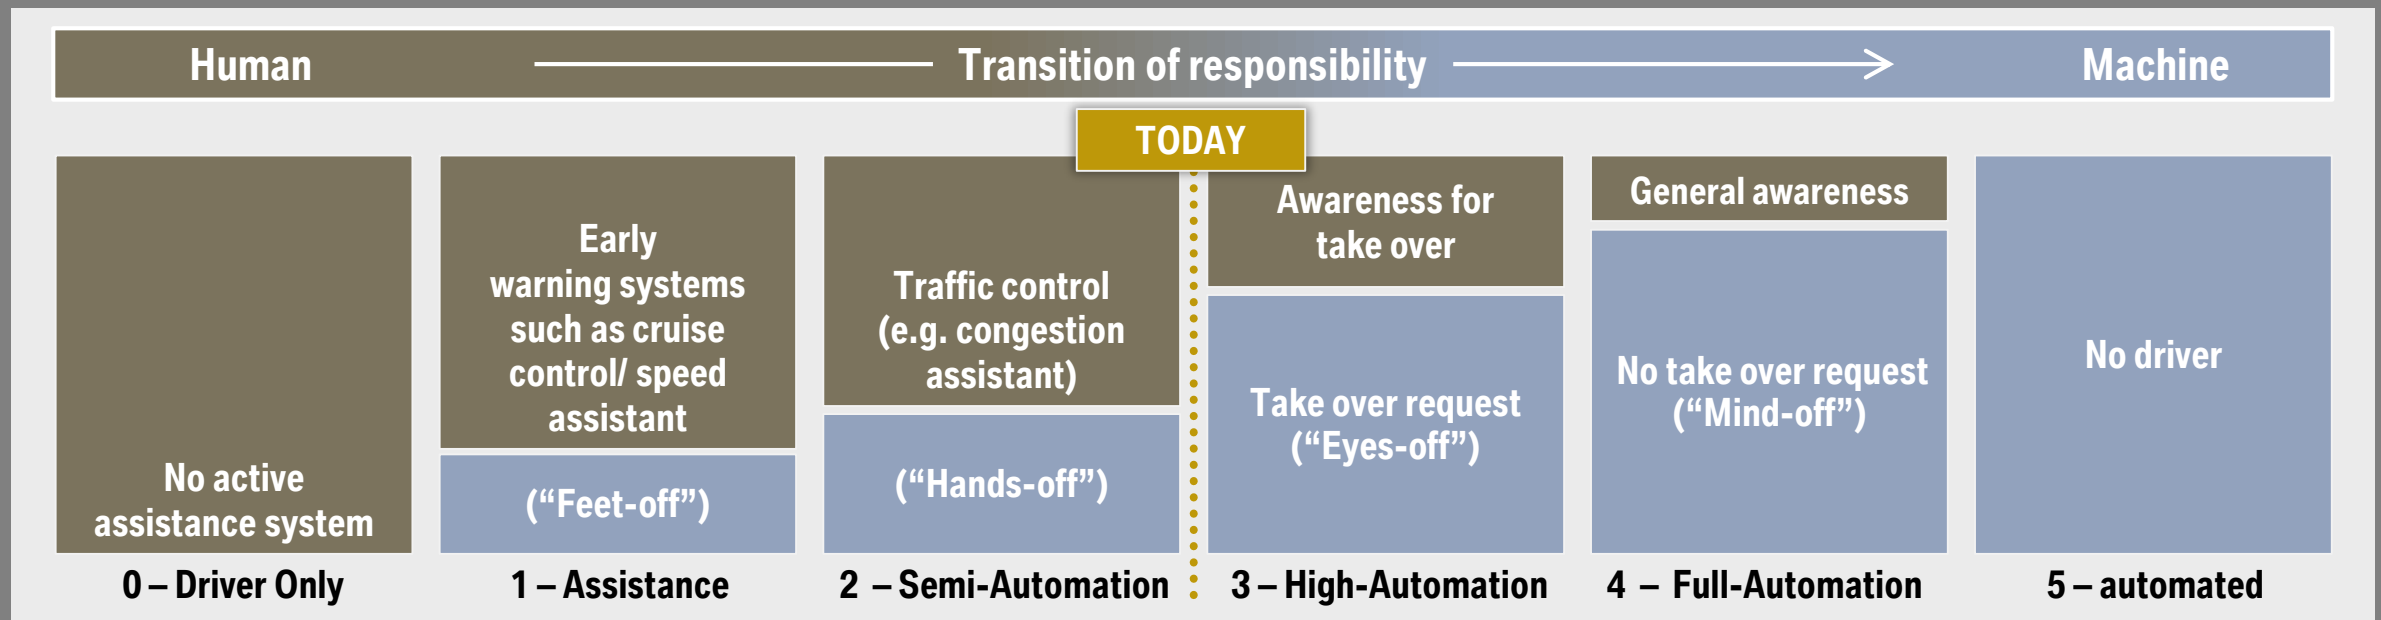 Human
Transition of responsibility
Machine
TODAY
No active
assistance system
0 – Driver Only
Early
warning systems
such as cruise
control/ speed
assistant
(“Feet-off”)
1 – Assistance
Traffic control
(e.g. congestion
assistant)
(“Hands-off”)
2 – Semi-Automation
Awareness for
take over
Take over request
(“Eyes-off”)
3 – High-Automation
General awareness
No take over request
(“Mind-off”)
4 – Full-Automation
No driver
5 – automated